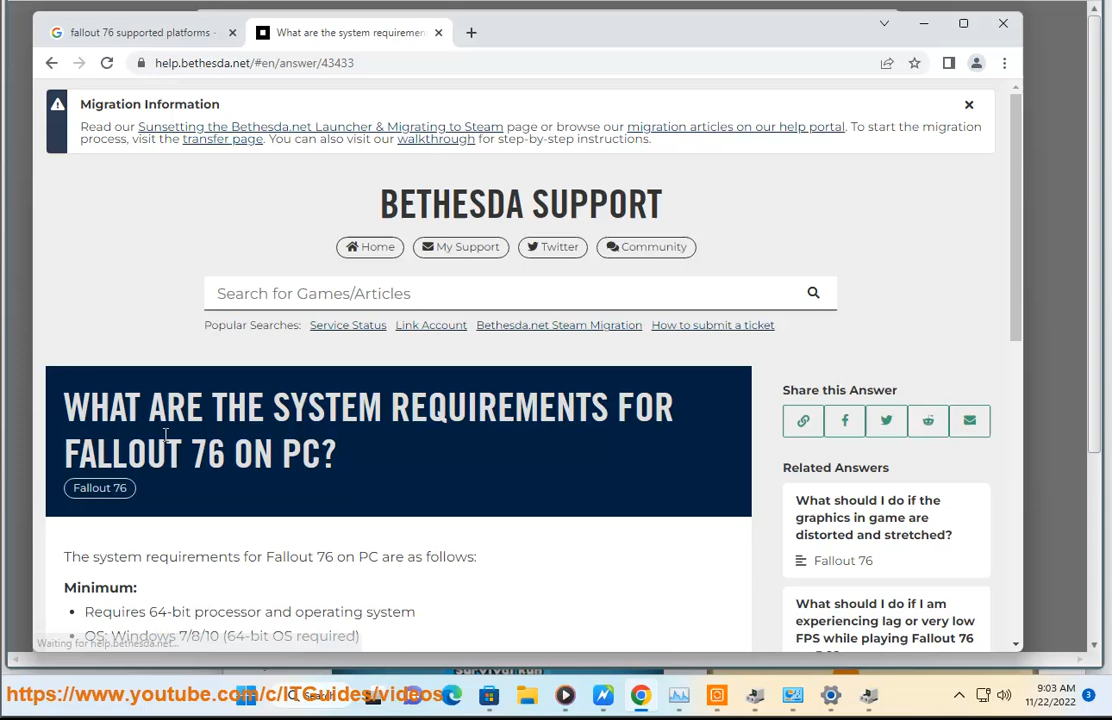 fallout 76 supported platforms -
What are the system requiremen
help.bethesda.net/#en/answer/43433
Migration Information
Read our Sunsetting the Bethesda.net Launcher & Migrating to Steam page or browse our migration articles on our help portal. To start the migration
process, visit the transfer page. You can also visit our walkthrough for step-by-step instructions.
BETHESDA SUPPORT
Home
My Support
Twitter
Community
Search for Games/Articles
Popular Searches: Service Status Link Account Bethesda.net Steam Migration How to submit a ticket
WHAT ARE THE SYSTEM REQUIREMENTS FOR
FALLOUT 76 ON PC?
Fallout 76
Share this Answer
Related Answers
What should I do if the
graphics in game are
distorted and stretched?
Fallout 76
What should I do if I am
experiencing lag or very low
FPS while playing Fallout 76
The system requirements for Fallout 76 on PC are as follows:
Minimum:
• Requires 64-bit processor and operating system
• OS: Windows 7/8/10 (64-bit OS required)
Waiting for help.bethesda.net...
https://www.youtube.com/c/ITGuides/videos
Search
9:03 AM
11/22/2022
3